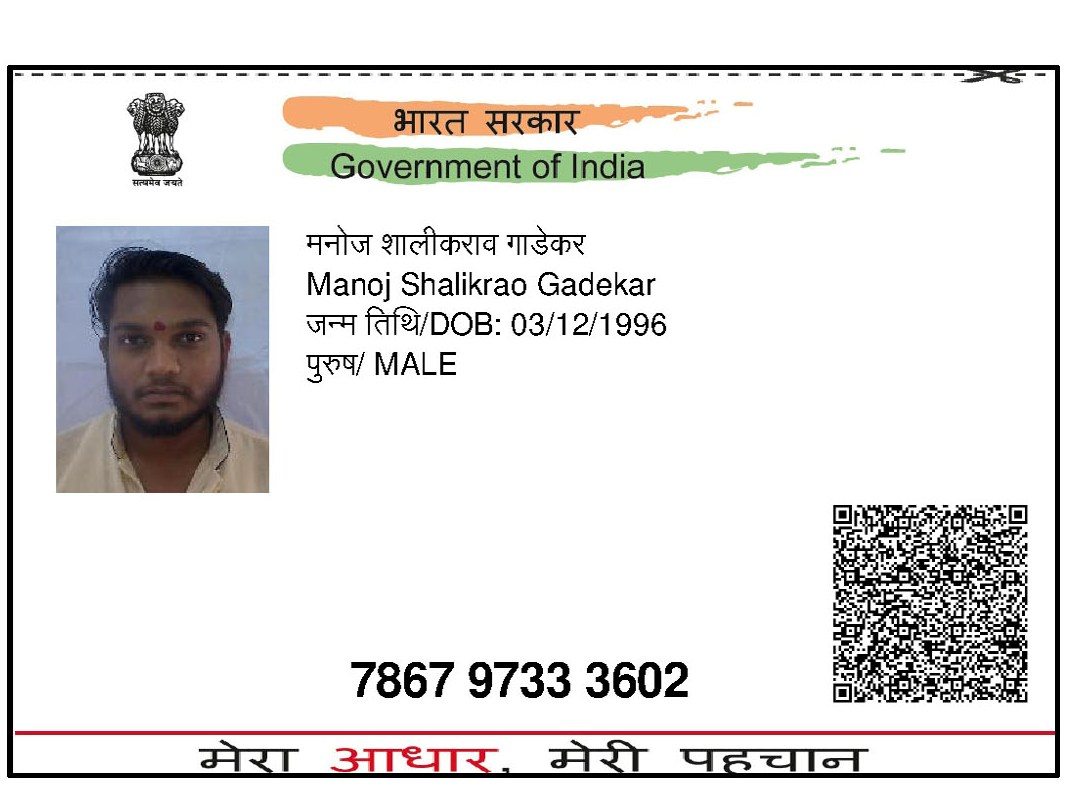 भारत सरकार
Government of India
सत्यमेव जयते
मनोज शालीकराव गाडेकर
Manoj Shalikrao Gadekar
जन्म तिथि/DOB: 03/12/1996
पुरुष/ MALE
7867 9733 3602
मेरा आधार, मेरी पहचान